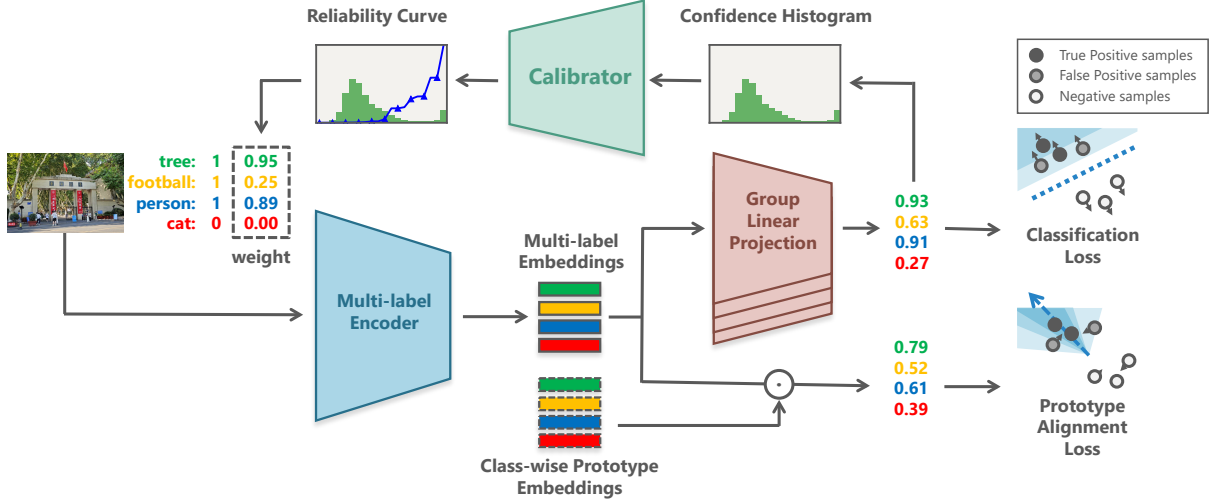 Reliability Curve
Confidence Histogram
True Positive samples
False Positive samples
Negative samples
Calibrator
tree: 1 0.95
football: 1 0.25
person: 1 0.89
cat: 0 0.00
weight
Group
Linear
Projection
0.93
0.63
0.91
0.27
Classification
Loss
Multi-label
Embeddings
Multi-label
Encoder
0.79
0.52
0.61
0.39
Prototype
Alignment
Loss
Class-wise Prototype
Embeddings